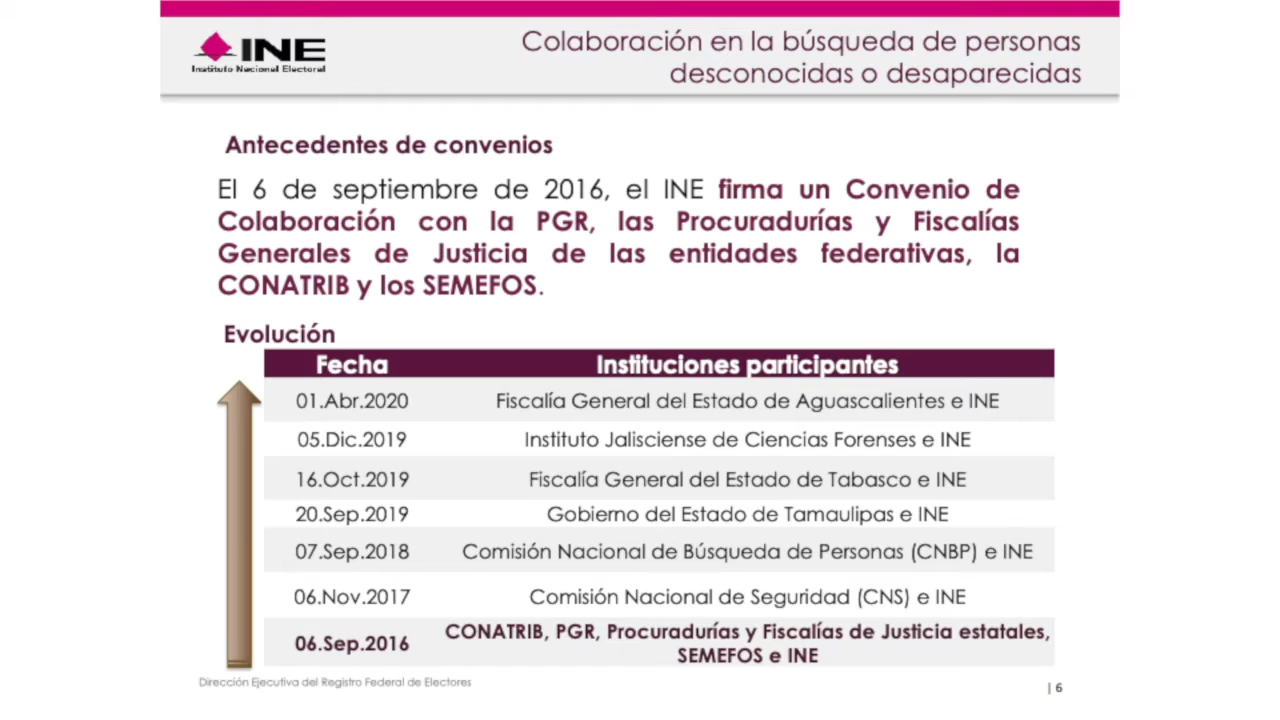 INE
Instituto Nacional Electoral
Colaboración en la búsqueda de personas
desconocidas o desaparecidas
Antecedentes de convenios
El 6 de septiembre de 2016, el INE firma un Convenio de
Colaboración con la PGR, las Procuradurías y Fiscalías
Generales de Justicia de las entidades federativas, la
CONATRIB y los SEMEFOS.
Evolución
Fecha Instituciones participantes
01.Abr.2020 Fiscalía General del Estado de Aguascalientes e INE
05.Dic.2019 Instituto Jalisciense de Ciencias Forenses e INE
16.Oct.2019 Fiscalía General del Estado de Tabasco e INE
20.Sep.2019 Gobierno del Estado de Tamaulipas e INE
07.Sep.2018 Comisión Nacional de Búsqueda de Personas (CNBP) e INE
06.Nov.2017 Comisión Nacional de Seguridad (CNS) e INE
06.Sep.2016 CONATRIB, PGR, Procuradurías y Fiscalías de Justicia estatales,
SEMEFOS e INE
Dirección Ejecutiva del Registro Federal de Electores
| 6